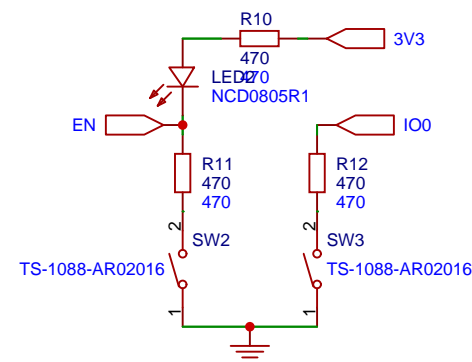 R10
3V3
470
470
LED2
NCD0805R1
EN
IO0
R11
470
470
R12
470
470
2
SW2
TS-1088-AR02016
1
2
SW3
TS-1088-AR02016
1